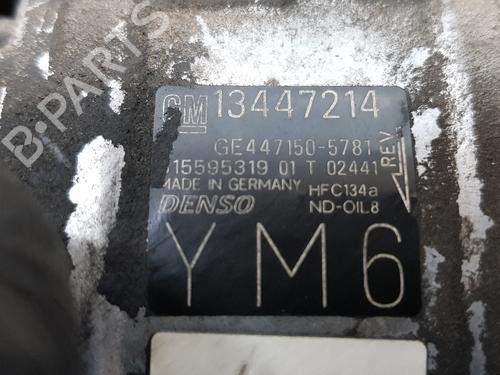 GM 13447214
GE447150-5781
15595319 01 T 02441
MADE IN GERMANY HFC134a
DENSO ND-OIL8
REV
YM6
B-PARTS